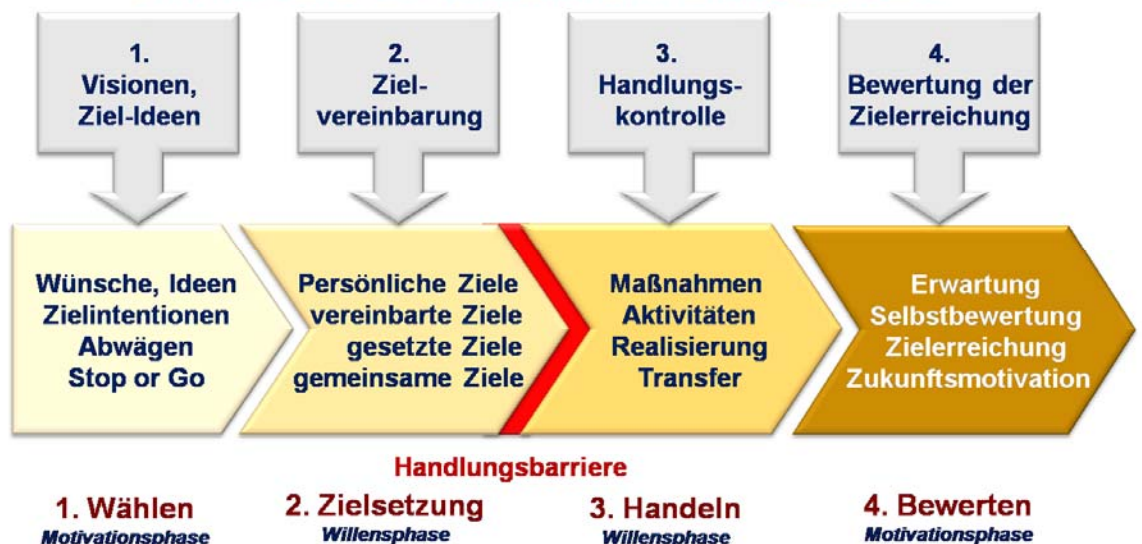 1.
Visionen,
Ziel-Ideen
2.
Ziel-
vereinbarung
3.
Handlungs-
kontrolle
4.
Bewertung der
Zielerreichung
Wünsche, Ideen
Zielintentionen
Abwägen
Stop or Go
Persönliche Ziele
vereinbarte Ziele
gesetzte Ziele
gemeinsame Ziele
Maßnahmen
Aktivitäten
Realisierung
Transfer
Erwartung
Selbstbewertung
Zielerreichung
Zukunftsmotivation
Handlungsbarriere
1. Wählen
Motivationsphase
2. Zielsetzung
Willensphase
3. Handeln
Willensphase
4. Bewerten
Motivationsphase